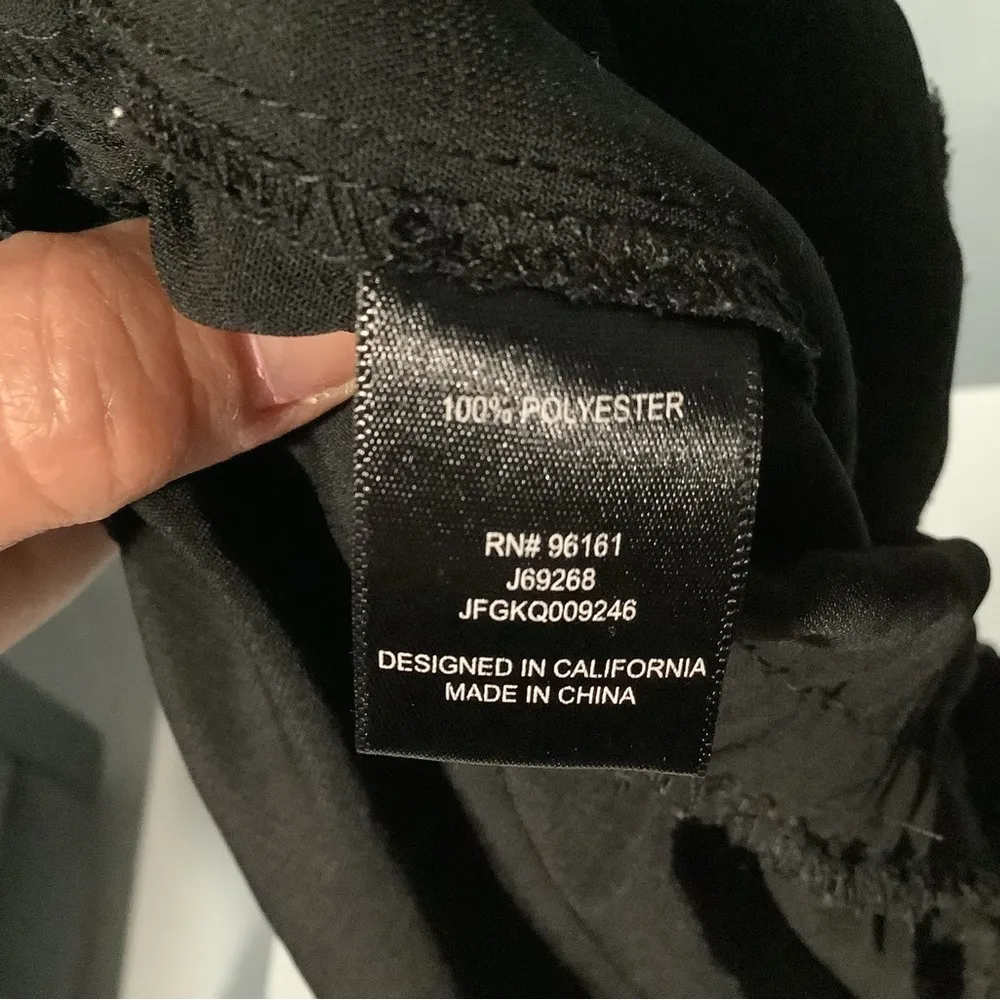 100% POLYESTER
RN# 96161
J69268
JFGKQ009246
DESIGNED IN CALIFORNIA
MADE IN CHINA